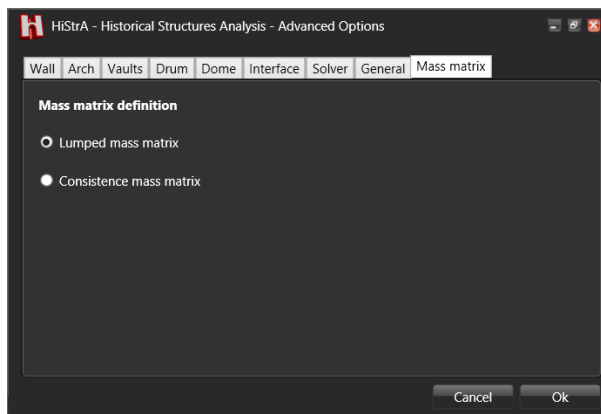 HiStrA - Historical Structures Analysis - Advanced Options
Wall Arch Vaults Drum Dome Interface Solver General Mass matrix
Mass matrix definition
Lumped mass matrix
Consistence mass matrix
Cancel Ok